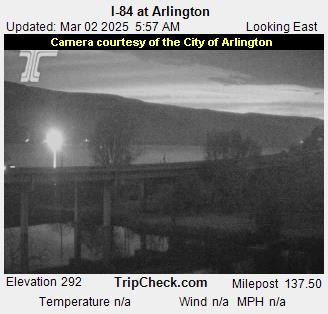 I-84 at Arlington
Updated: Mar 02 2025 5:57 AM Looking East
Camera courtesy of the City of Arlington
Elevation 292 TripCheck.com Milepost 137.50
Temperature n/a Wind n/a MPH n/a